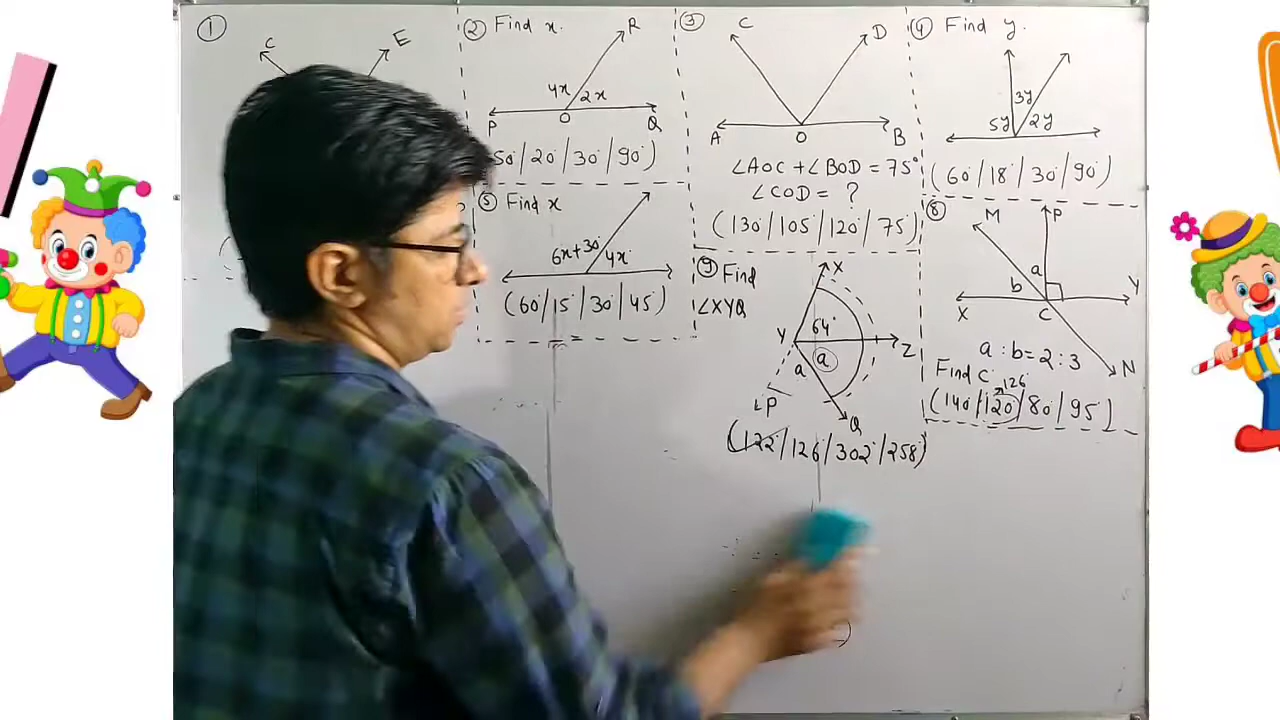 ①
C
E
② Find x.
R
4x
2x
P
O
Q
50°/20°/30°/90°)
③
C
D
A
O
B
∠AOC + ∠BOD = 75°
∠COD = ?
(130°/105°/120°/75°)
④ Find y.
3y
5y
2y
(60°/18°/30°/90°)
⑤ Find x
6x+30°
4x
(60°/15°/30°/45°)
⑨ Find
∠XYQ
X
64°
Y
Z
a
a
P
Q
(122°/126°/302°/258°)
⑧
M
P
a
b
Y
X
C
N
a : b = 2 : 3
Find c
126°
(140°/120°/80°/95°)